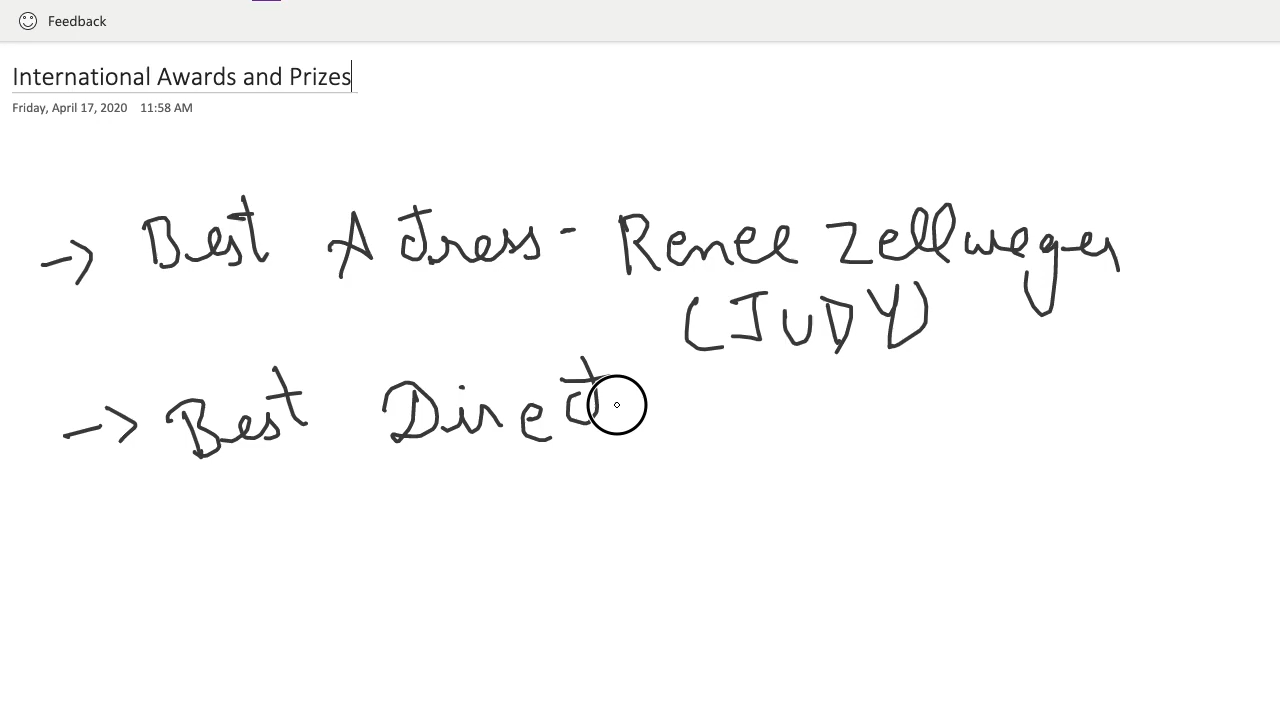 Feedback
International Awards and Prizes
Friday, April 17, 2020 11:58 AM
→ Best Actress - Renee Zellweger
(JUDY)
→ Best Direct